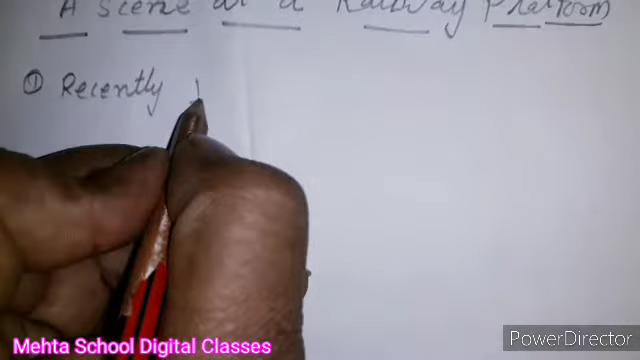 A Scene at a Railway Platform
① Recently
Mehta School Digital Classes
PowerDirector